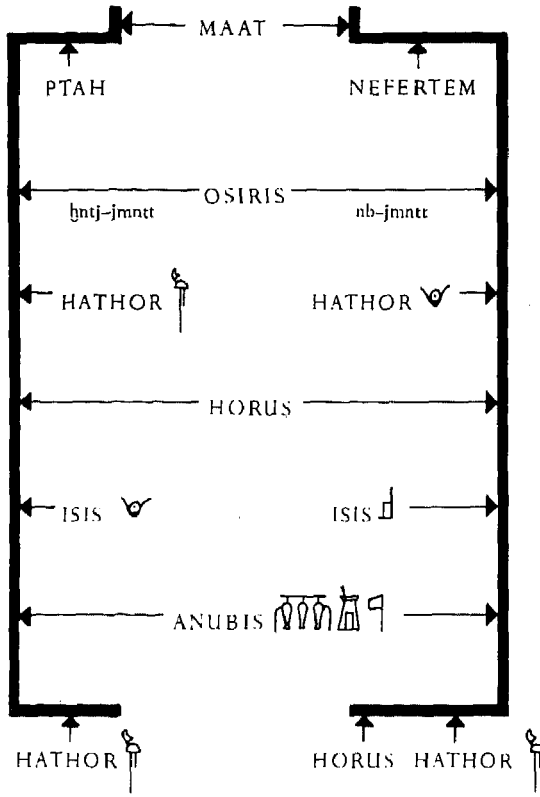 MAAT
PTAH NEFERTEM
OSIRIS
ḫntj-jmntt nb-jmntt
HATHOR HATHOR
HORUS
ISIS ISIS
ANUBIS
HATHOR HORUS HATHOR